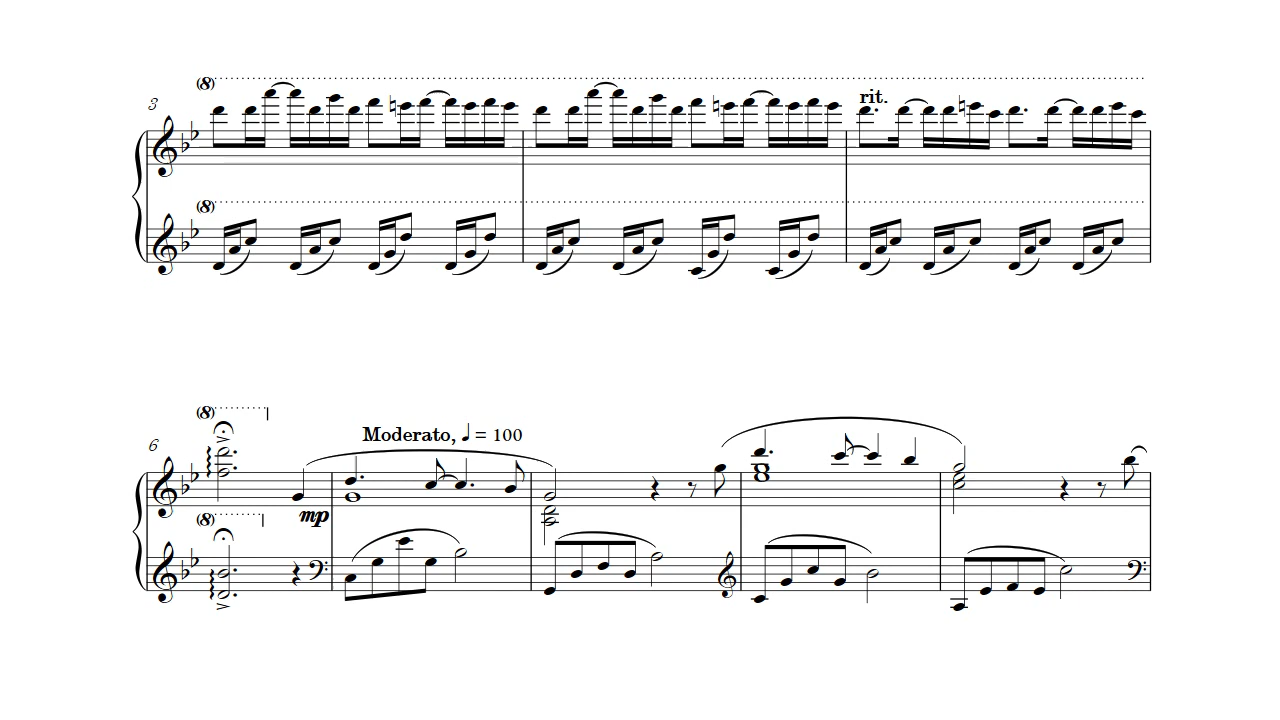 (8)
3
rit.
(8)
(8)
6
Moderato, ♩ = 100
mp
(8)